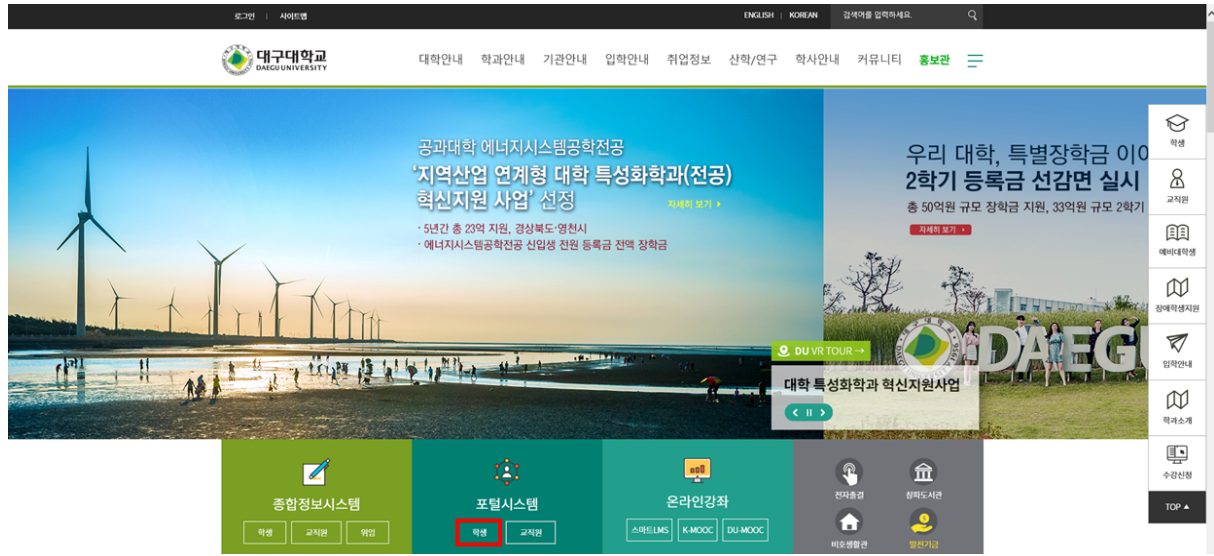 로그인 | 사이트맵
ENGLISH | KOREAN 검색어를 입력하세요.
대구대학교
DAEGU UNIVERSITY
대학안내 학과안내 기관안내 입학안내 취업정보 산학/연구 학사안내 커뮤니티 홍보관
공과대학 에너지시스템공학전공
‘지역산업 연계형 대학 특성화학과(전공)
혁신지원 사업’ 선정
자세히 보기
· 5년간 총 23억 지원, 경상북도·영천시
· 에너지시스템공학전공 신입생 전원 등록금 전액 장학금
우리 대학, 특별장학금 이어
2학기 등록금 선감면 실시
총 50억원 규모 장학금 지원, 33억원 규모 2학기
자세히 보기
DAEGU
DU VR TOUR →
대학 특성화학과 혁신지원사업
학생
교직원
예비대학생
장애학생지원
입학안내
학과소개
수강신청
TOP ▲
종합정보시스템
학생 교직원 위임
포털시스템
학생 교직원
온라인강좌
스마트LMS K-MOOC DU-MOOC
전자출결 창파도서관
비호생활관 발전기금